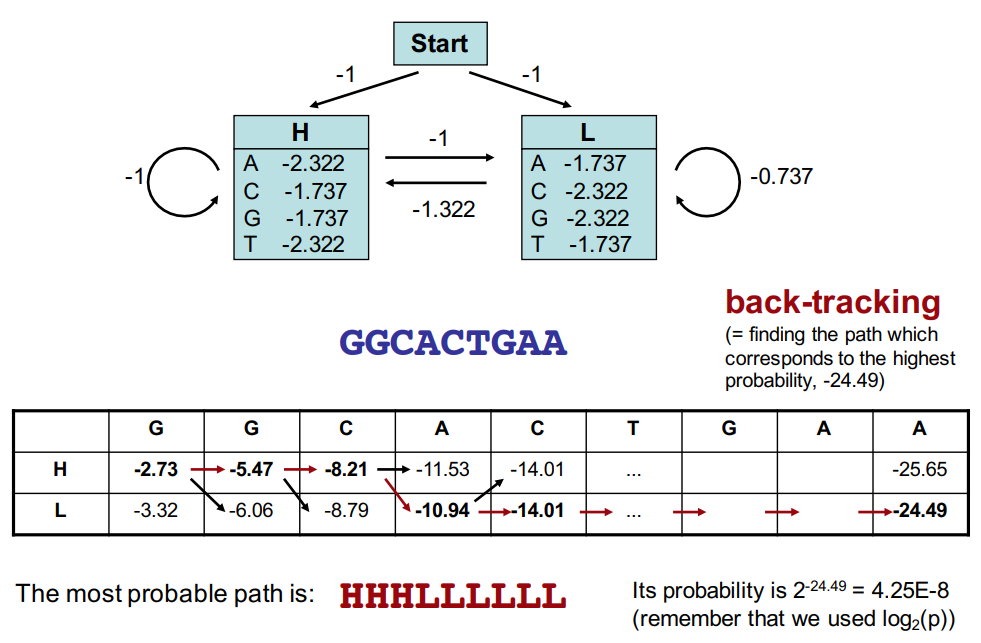 Start
-1 -1
H L
-1
A -2.322 A -1.737
-1 C -1.737 C -2.322 -0.737
G -1.737 G -2.322
-1.322
T -2.322 T -1.737
back-tracking
(= finding the path which
corresponds to the highest
probability, -24.49)
GGCACTGAA
G G C A C T G A A
H -2.73 -5.47 -8.21 -11.53 -14.01 ... -25.65
L -3.32 -6.06 -8.79 -10.94 -14.01 ... -24.49
The most probable path is: HHHLLLLLL
Its probability is 2-24.49 = 4.25E-8
(remember that we used log2(p))